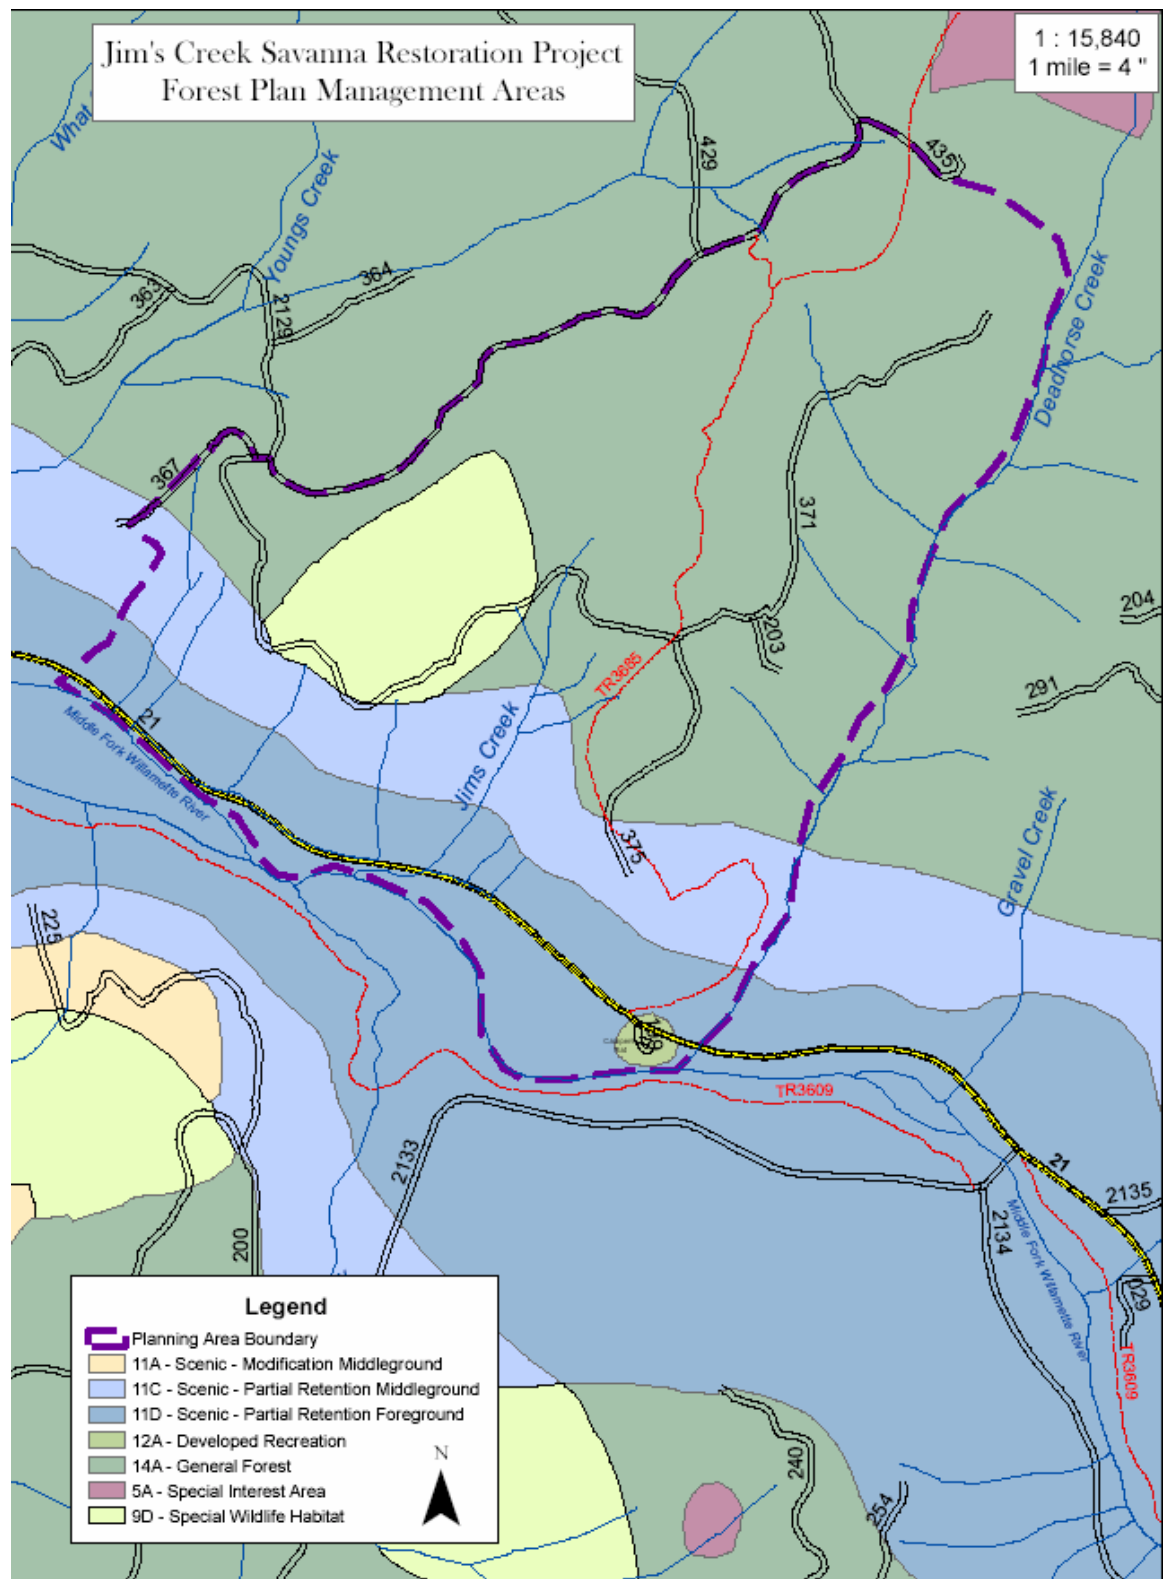 Jim's Creek Savanna Restoration Project
Forest Plan Management Areas
1 : 15,840
1 mile = 4 "
What
Youngs Creek
429
435
363
364
2129
Deadhorse Creek
367
371
204
203
291
TR3685
21
Middle Fork Willamette River
Jims Creek
375
Gravel Creek
225
TR3609
2133
21
2135
200
2134
Middle Fork Willamette River
029
TR3609
240
254
Legend
Planning Area Boundary
11A - Scenic - Modification Middleground
11C - Scenic - Partial Retention Middleground
11D - Scenic - Partial Retention Foreground
12A - Developed Recreation
14A - General Forest
5A - Special Interest Area
9D - Special Wildlife Habitat
N